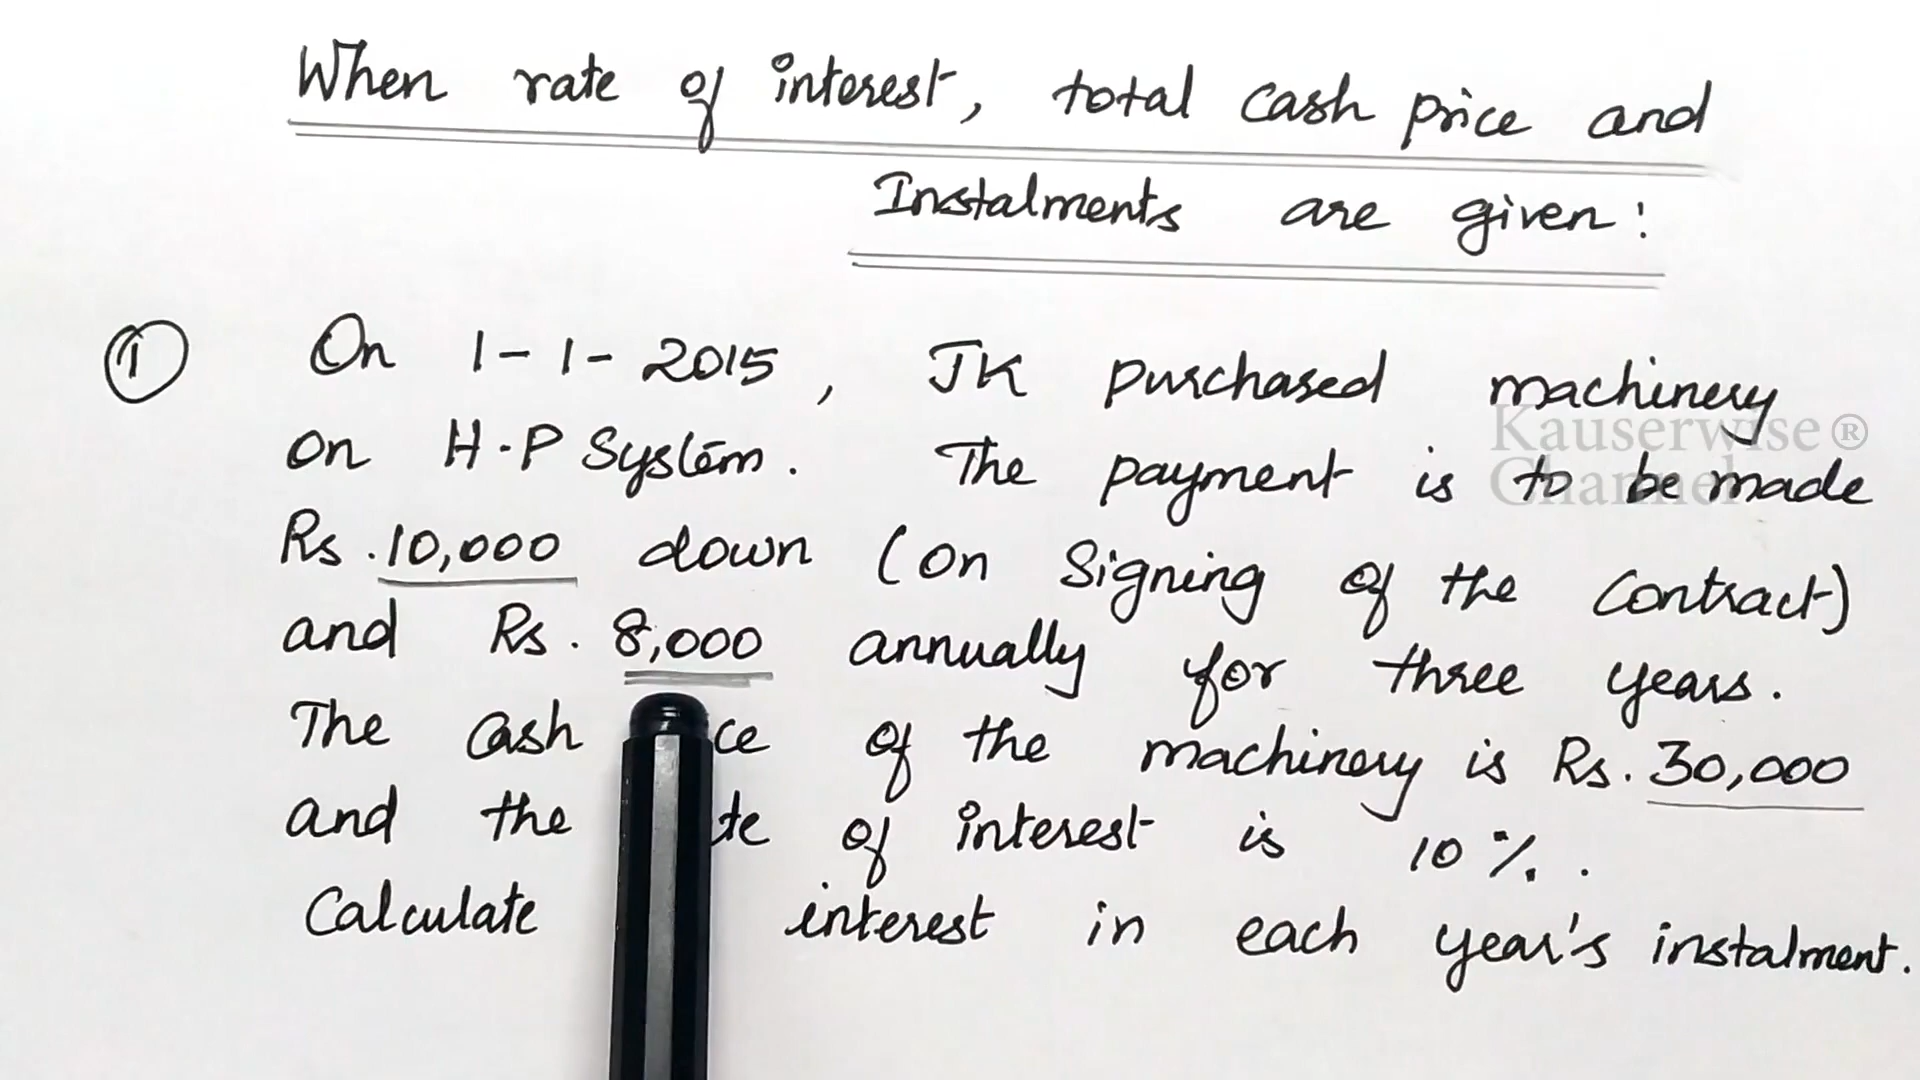 When rate of interest, total cash price and
Instalments are given:
① On 1-1-2015, JK purchased machinery
on H.P System. The payment is to be made
Rs.10,000 down (on Signing of the Contract)
and Rs. 8,000 annually for three years.
The cash ce of the machinery is Rs. 30,000
and the te of interest is 10%.
Calculate interest in each year's instalment.
Kauserwise®
Channel